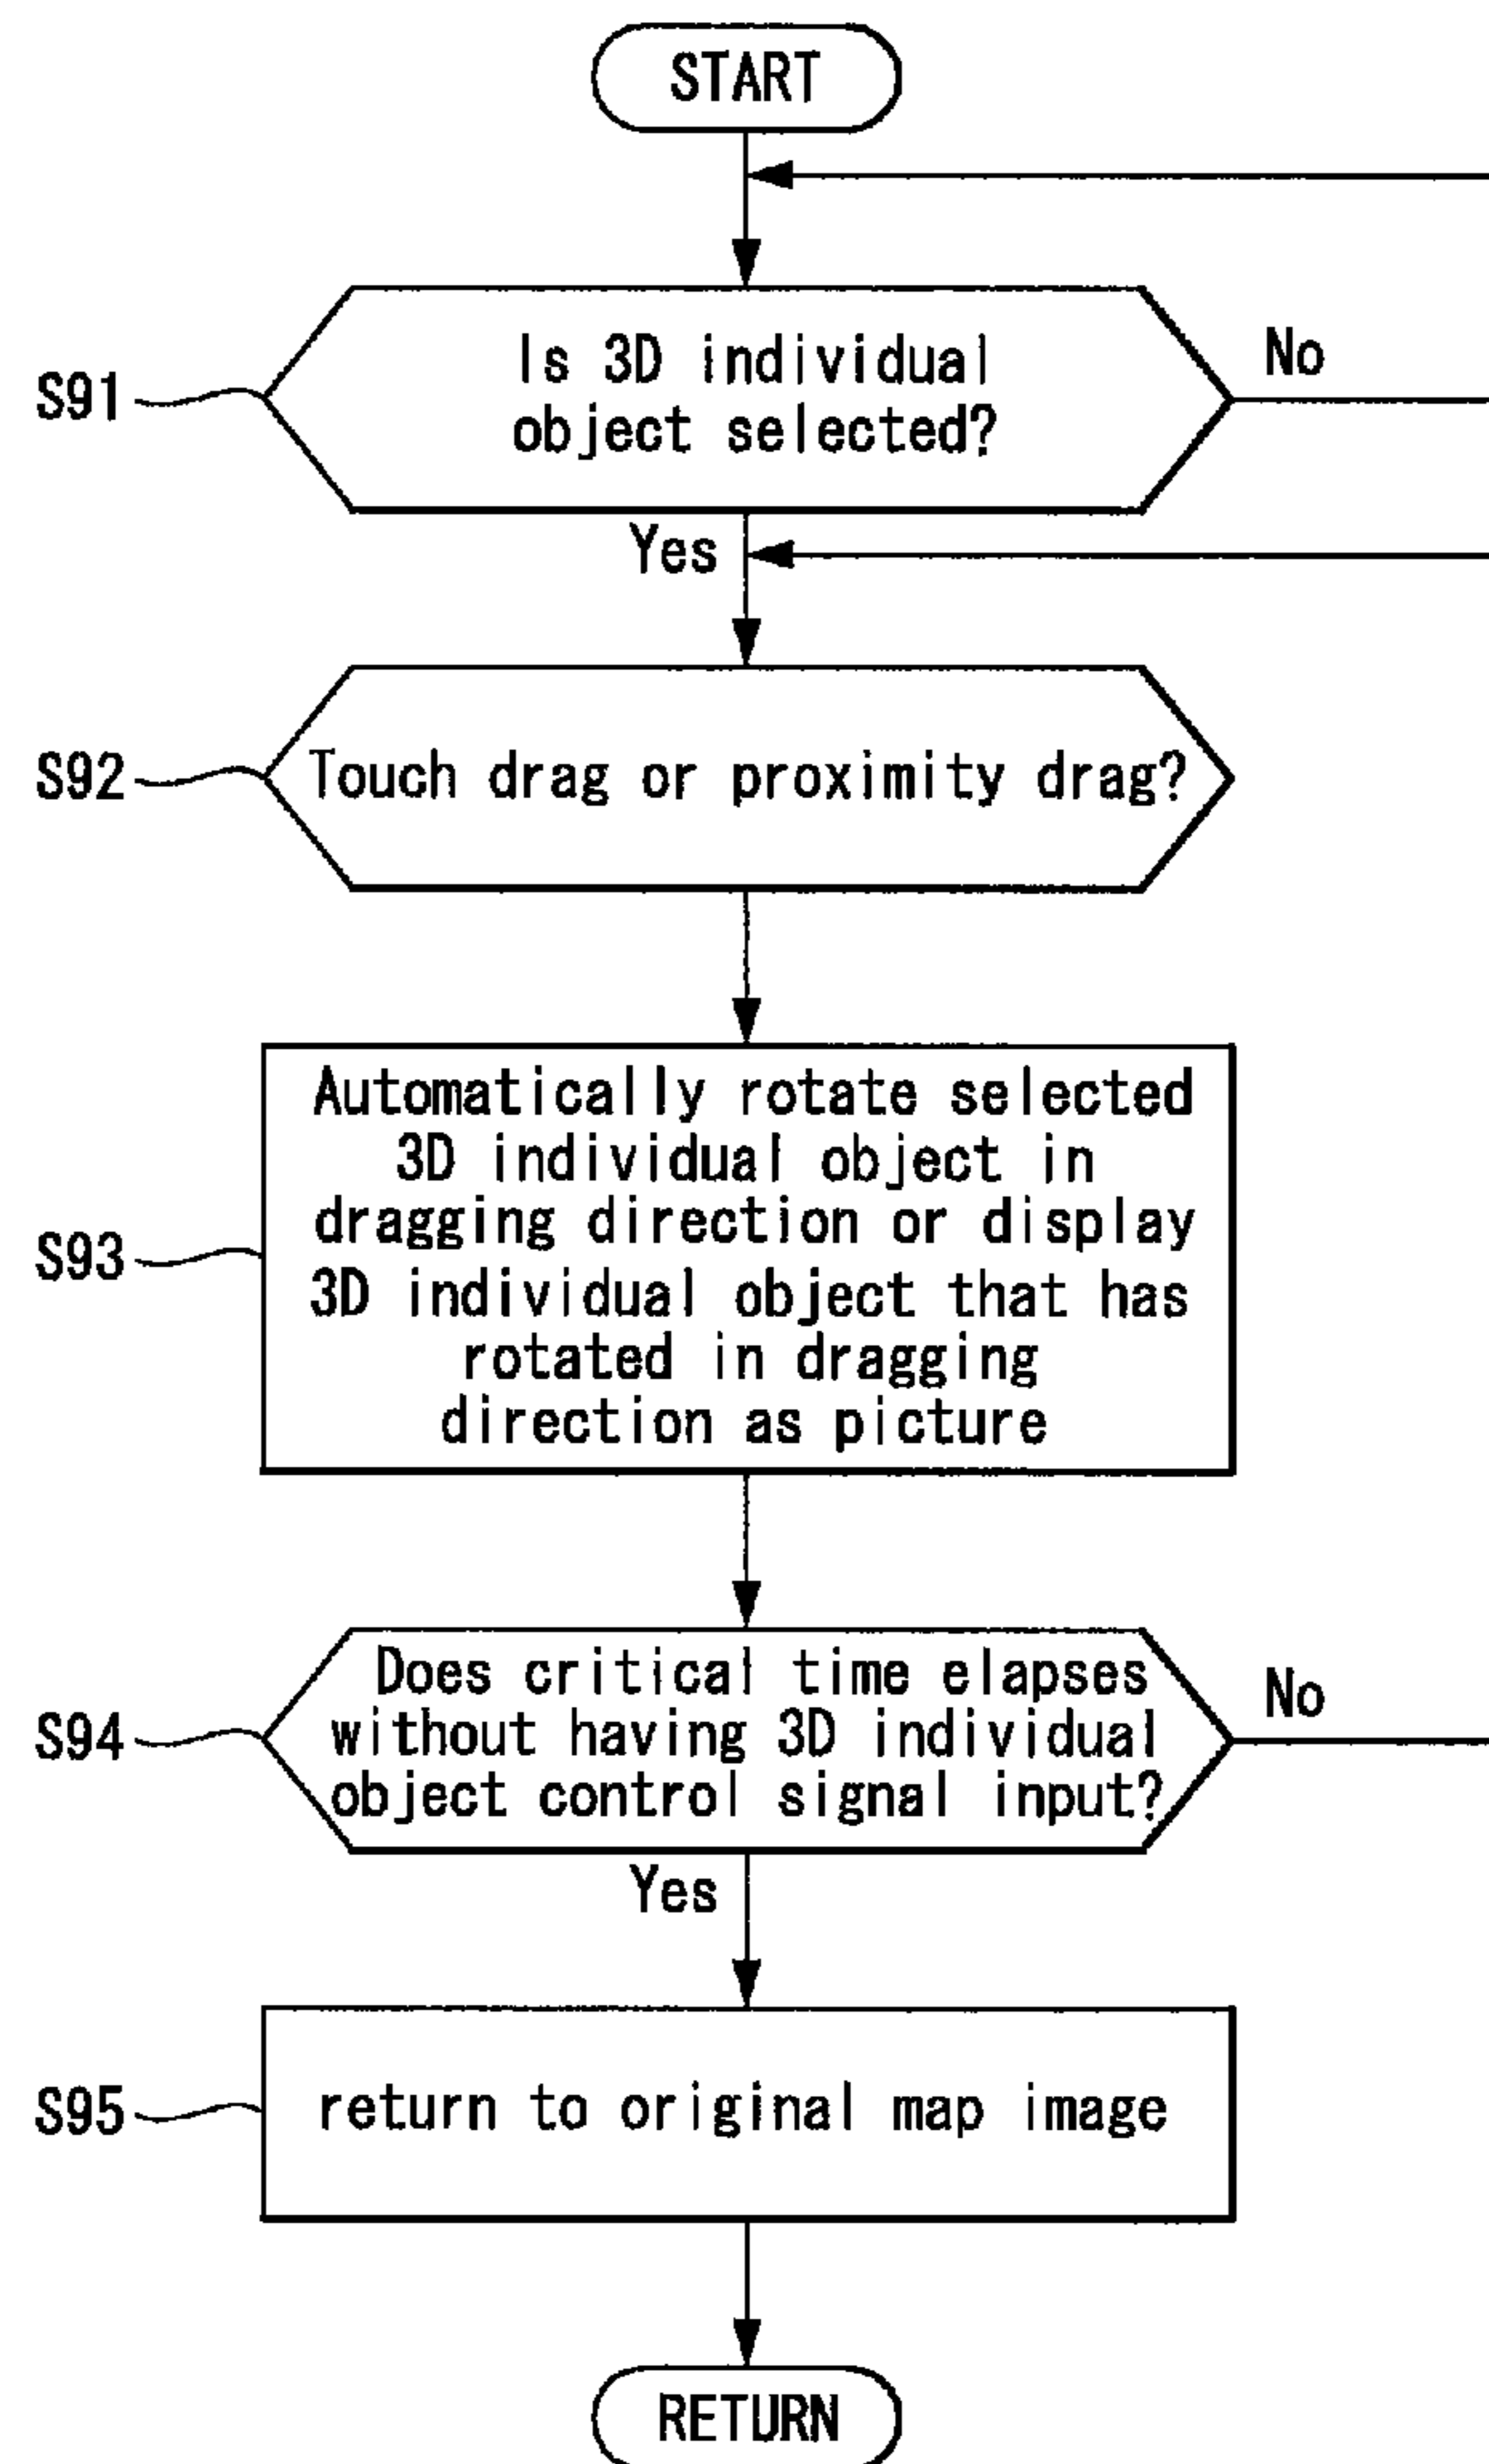 START
Is 3D individual
object selected?
No
S91
Yes
S92
Touch drag or proximity drag?
Automatically rotate selected
3D individual object in
dragging direction or display
3D individual object that has
rotated in dragging
direction as picture
S93
Does critical time elapses
without having 3D individual
object control signal input?
No
S94
Yes
S95
return to original map image
RETURN